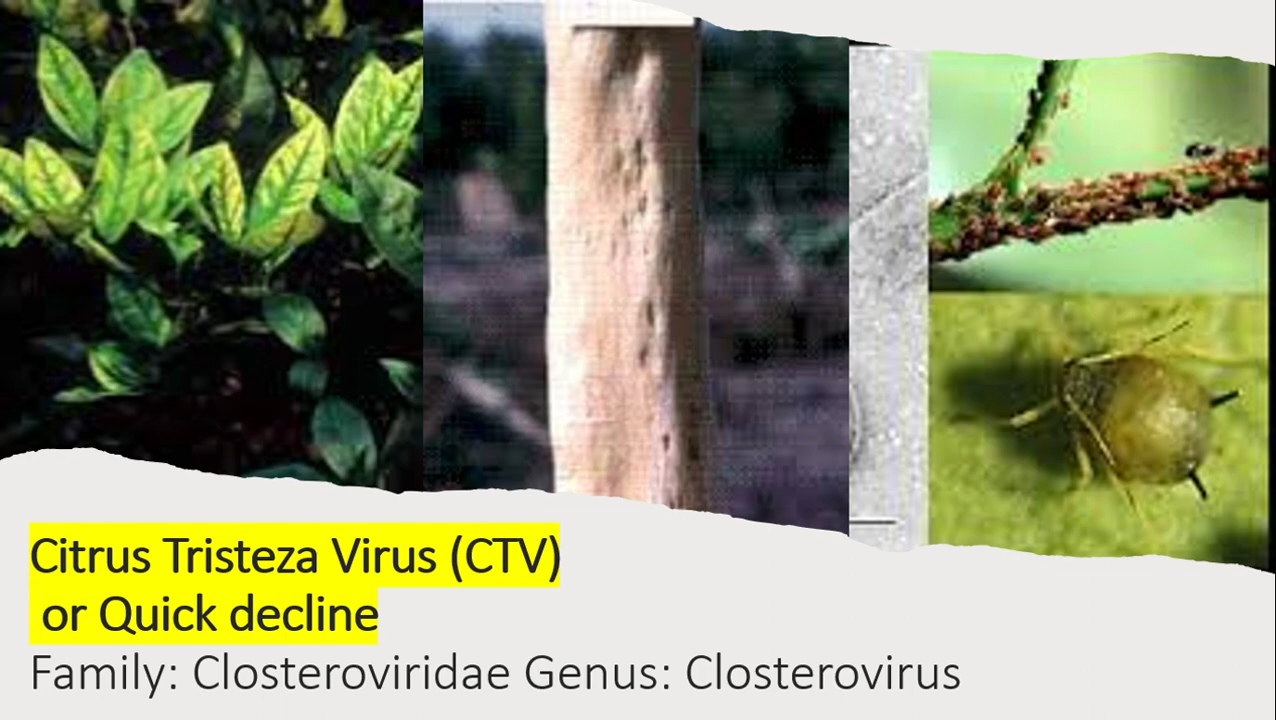 Citrus Tristeza Virus (CTV)
or Quick decline
Family: Closteroviridae Genus: Closterovirus